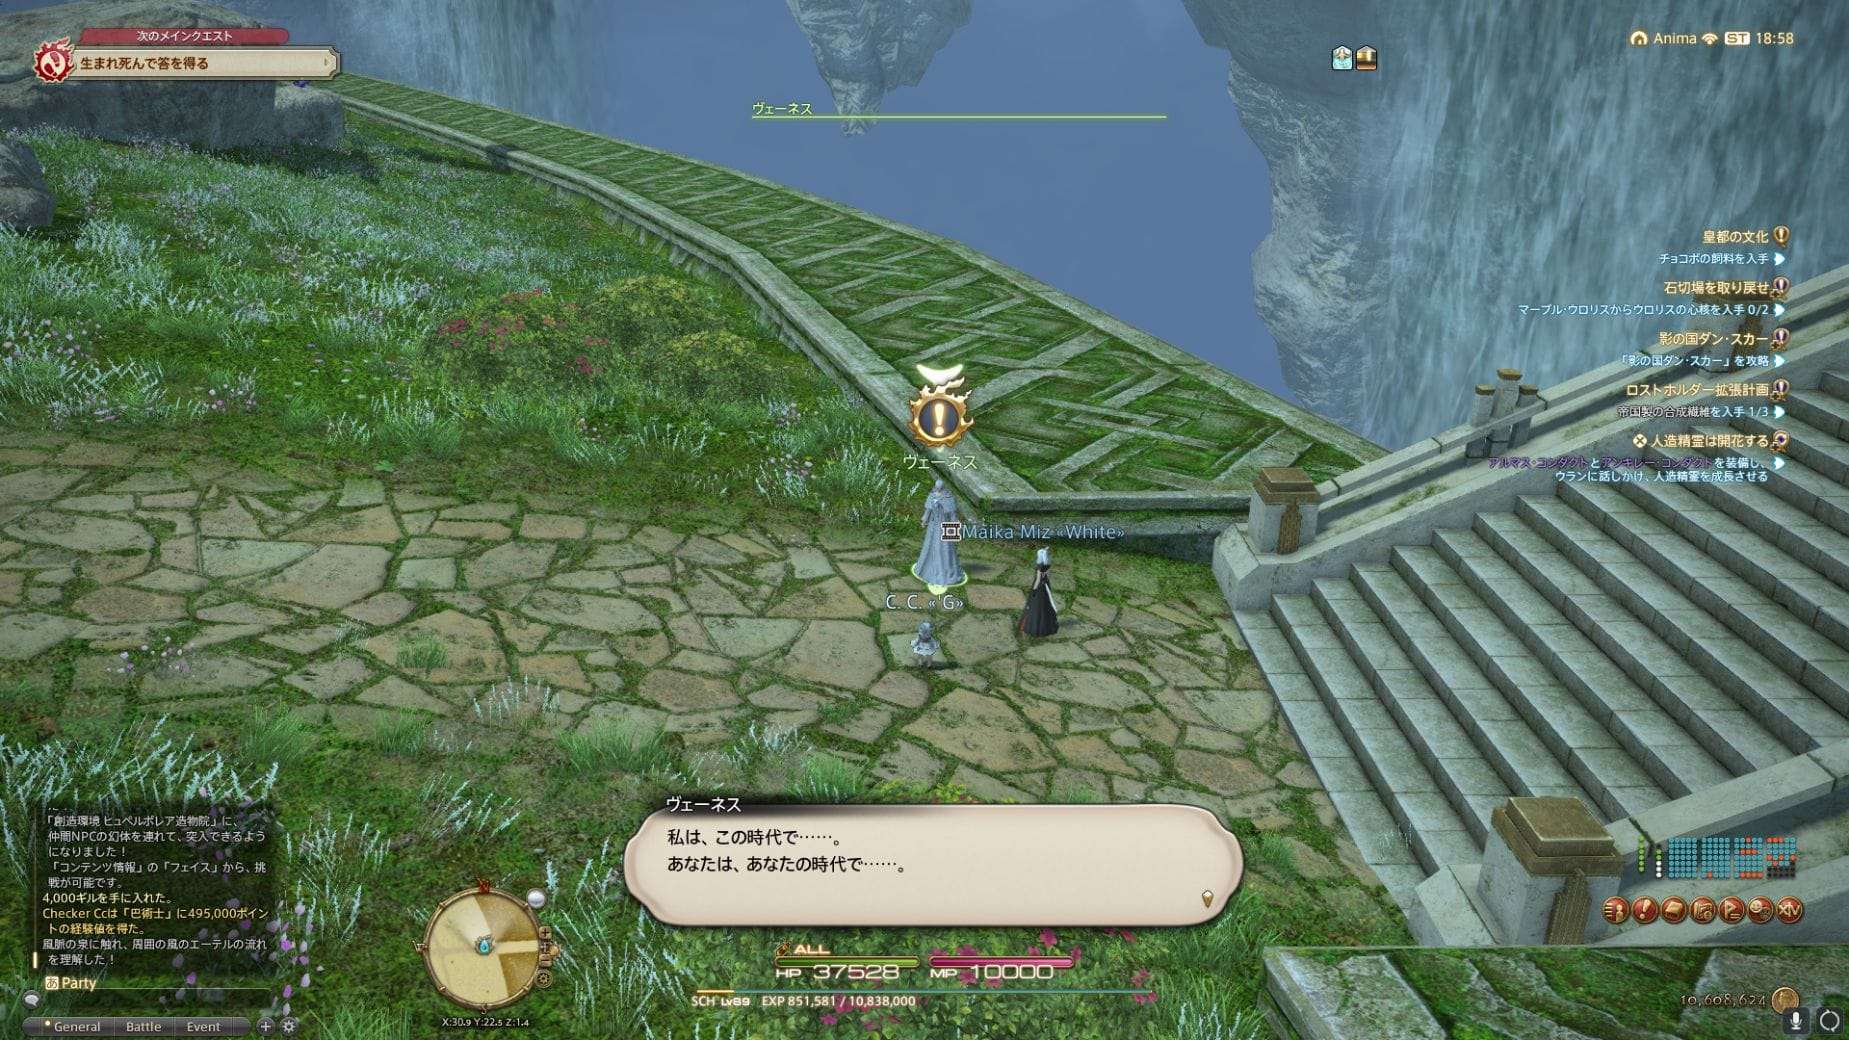 次のメインクエスト
生まれ死んで答を得る
Anima ST 18:58
ヴェーネス
皇都の文化
チョコボの飼料を入手
石切場を取り戻せ
マーブル・ウロリスからウロリスの心核を入手 0/2
影の国ダン・スカー
「影の国ダン・スカー」を攻略
ロストホルダー拡張計画
帝国製の合成繊維を入手 1/3
人造精霊は開花する
アルマス・コンダクトとアンキレー・コンダクトを装備し、
ウランに話しかけ、人造精霊を成長させる
ヴェーネス
Maika Miz «White»
C. C. «'G»
ヴェーネス
私は、この時代で……。
あなたは、あなたの時代で……。
「創造環境 ヒュペルボレア造物院」に、
仲間NPCの幻体を連れて、突入できるよう
になりました！
「コンテンツ情報」の「フェイス」から、挑
戦が可能です。
4,000ギルを手に入れた。
Checker Ccは「巴術士」に495,000ポイン
トの経験値を得た。
風脈の泉に触れ、周囲の風のエーテルの流れ
を理解した！
あ Party
General Battle Event
N
X:30.9 Y:22.5 Z:1.4
ALL
HP 37528 MP 10000
SCH Lv89 EXP 851,581 / 10,838,000
XIV
10,608,624